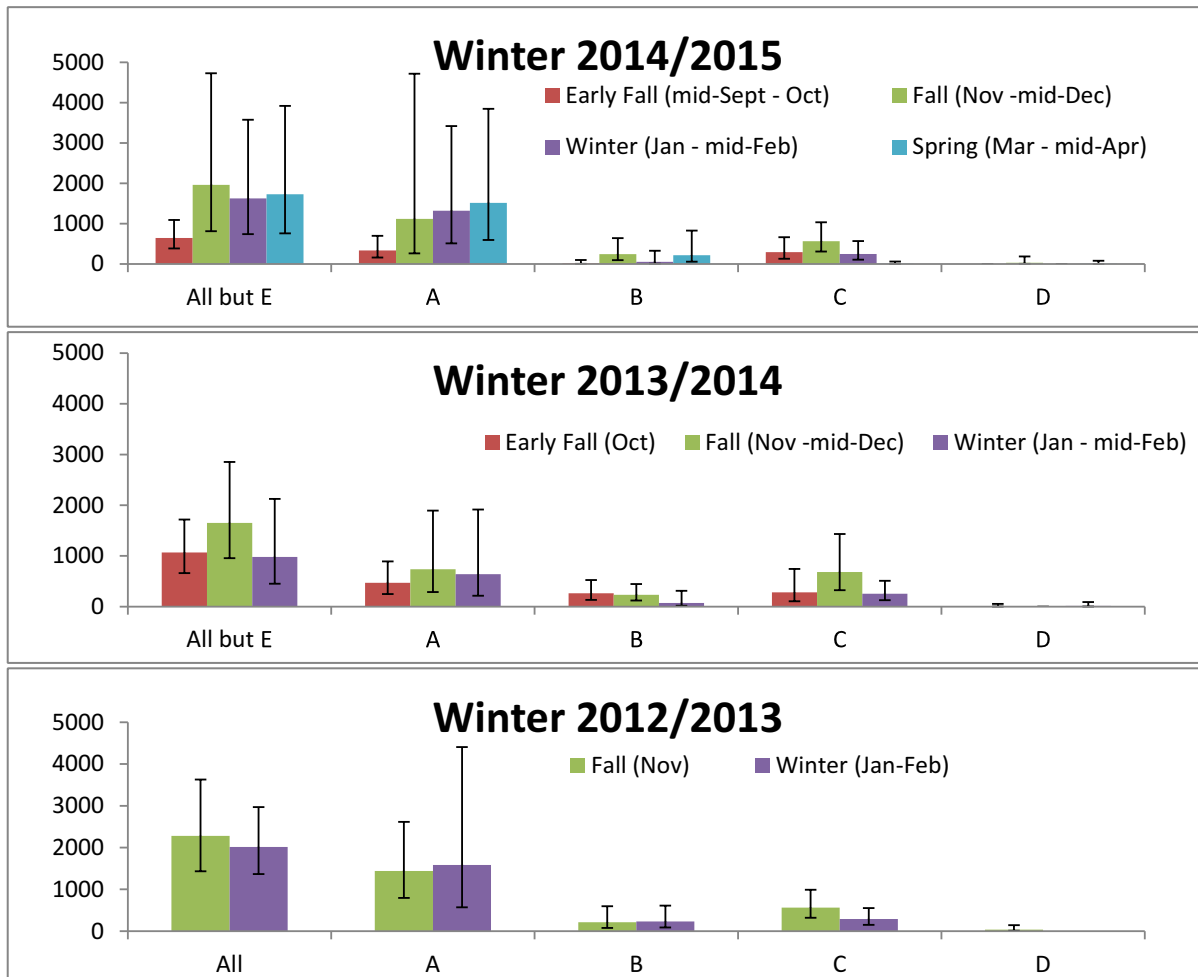 Winter 2014/2015
5000
4000
3000
2000
1000
0
Early Fall (mid-Sept - Oct) Fall (Nov -mid-Dec)
Winter (Jan - mid-Feb) Spring (Mar - mid-Apr)
All but E A B C D
Winter 2013/2014
5000
4000
3000
2000
1000
0
Early Fall (Oct) Fall (Nov -mid-Dec) Winter (Jan - mid-Feb)
All but E A B C D
Winter 2012/2013
5000
4000
3000
2000
1000
0
Fall (Nov) Winter (Jan-Feb)
All A B C D